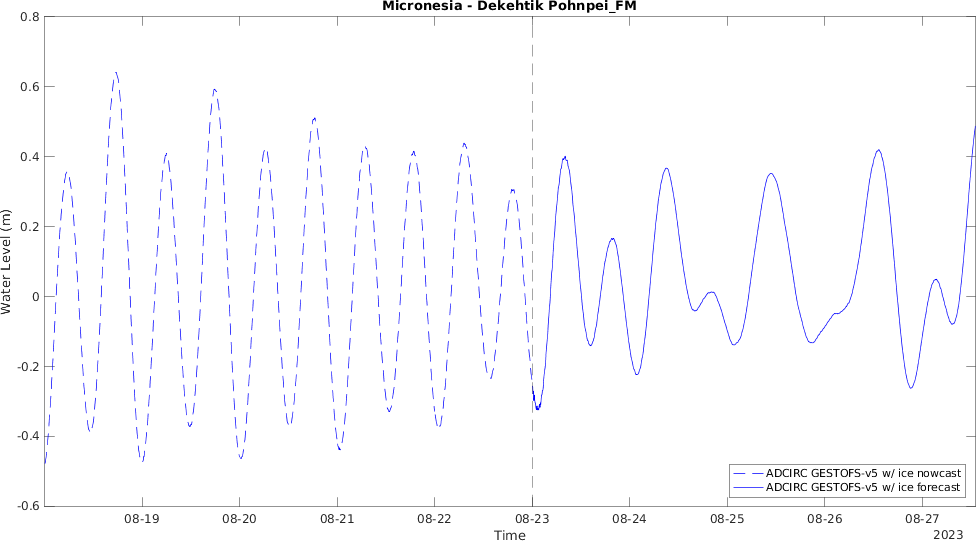 Micronesia - Dekehtik Pohnpei_FM
0.8
0.6
0.4
0.2
0
-0.2
-0.4
-0.6
Water Level (m)
08-19 08-20 08-21 08-22 08-23 08-24 08-25 08-26 08-27
Time
2023
ADCIRC GESTOFS-v5 w/ ice nowcast
ADCIRC GESTOFS-v5 w/ ice forecast